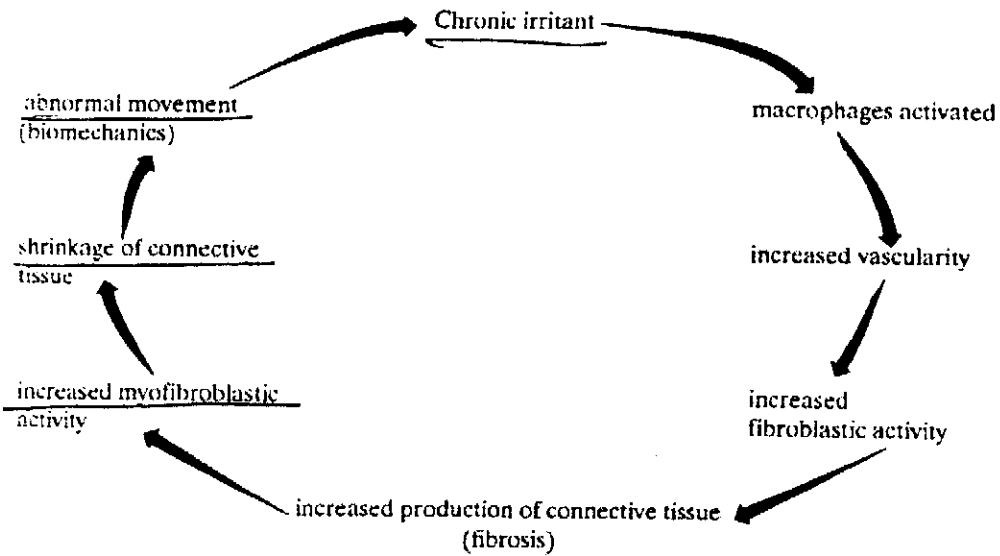 Chronic irritant
macrophages activated
increased vascularity
increased
fibroblastic activity
increased production of connective tissue
(fibrosis)
increased myofibroblastic
activity
shrinkage of connective
tissue
abnormal movement
(biomechanics)